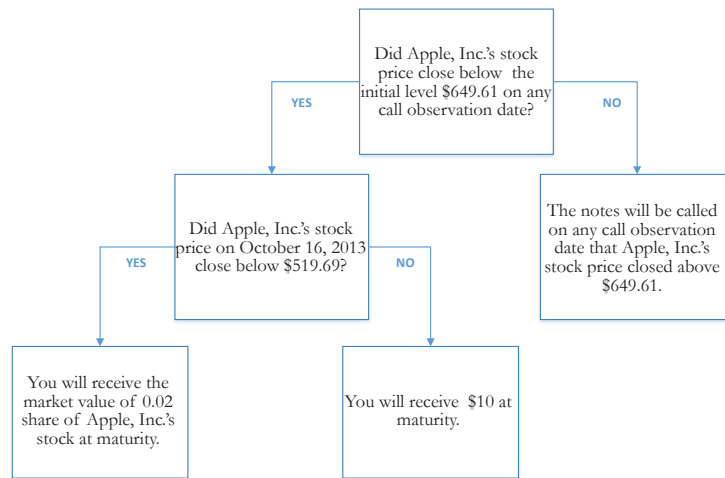 Did Apple, Inc.'s stock
price close below the
initial level $649.61 on any
call observation date?
YES
NO
Did Apple, Inc.'s stock
price on October 16, 2013
close below $519.69?
The notes will be called
on any call observation
date that Apple, Inc.'s
stock price closed above
$649.61.
YES
NO
You will receive the
market value of 0.02
share of Apple, Inc.'s
stock at maturity.
You will receive $10 at
maturity.